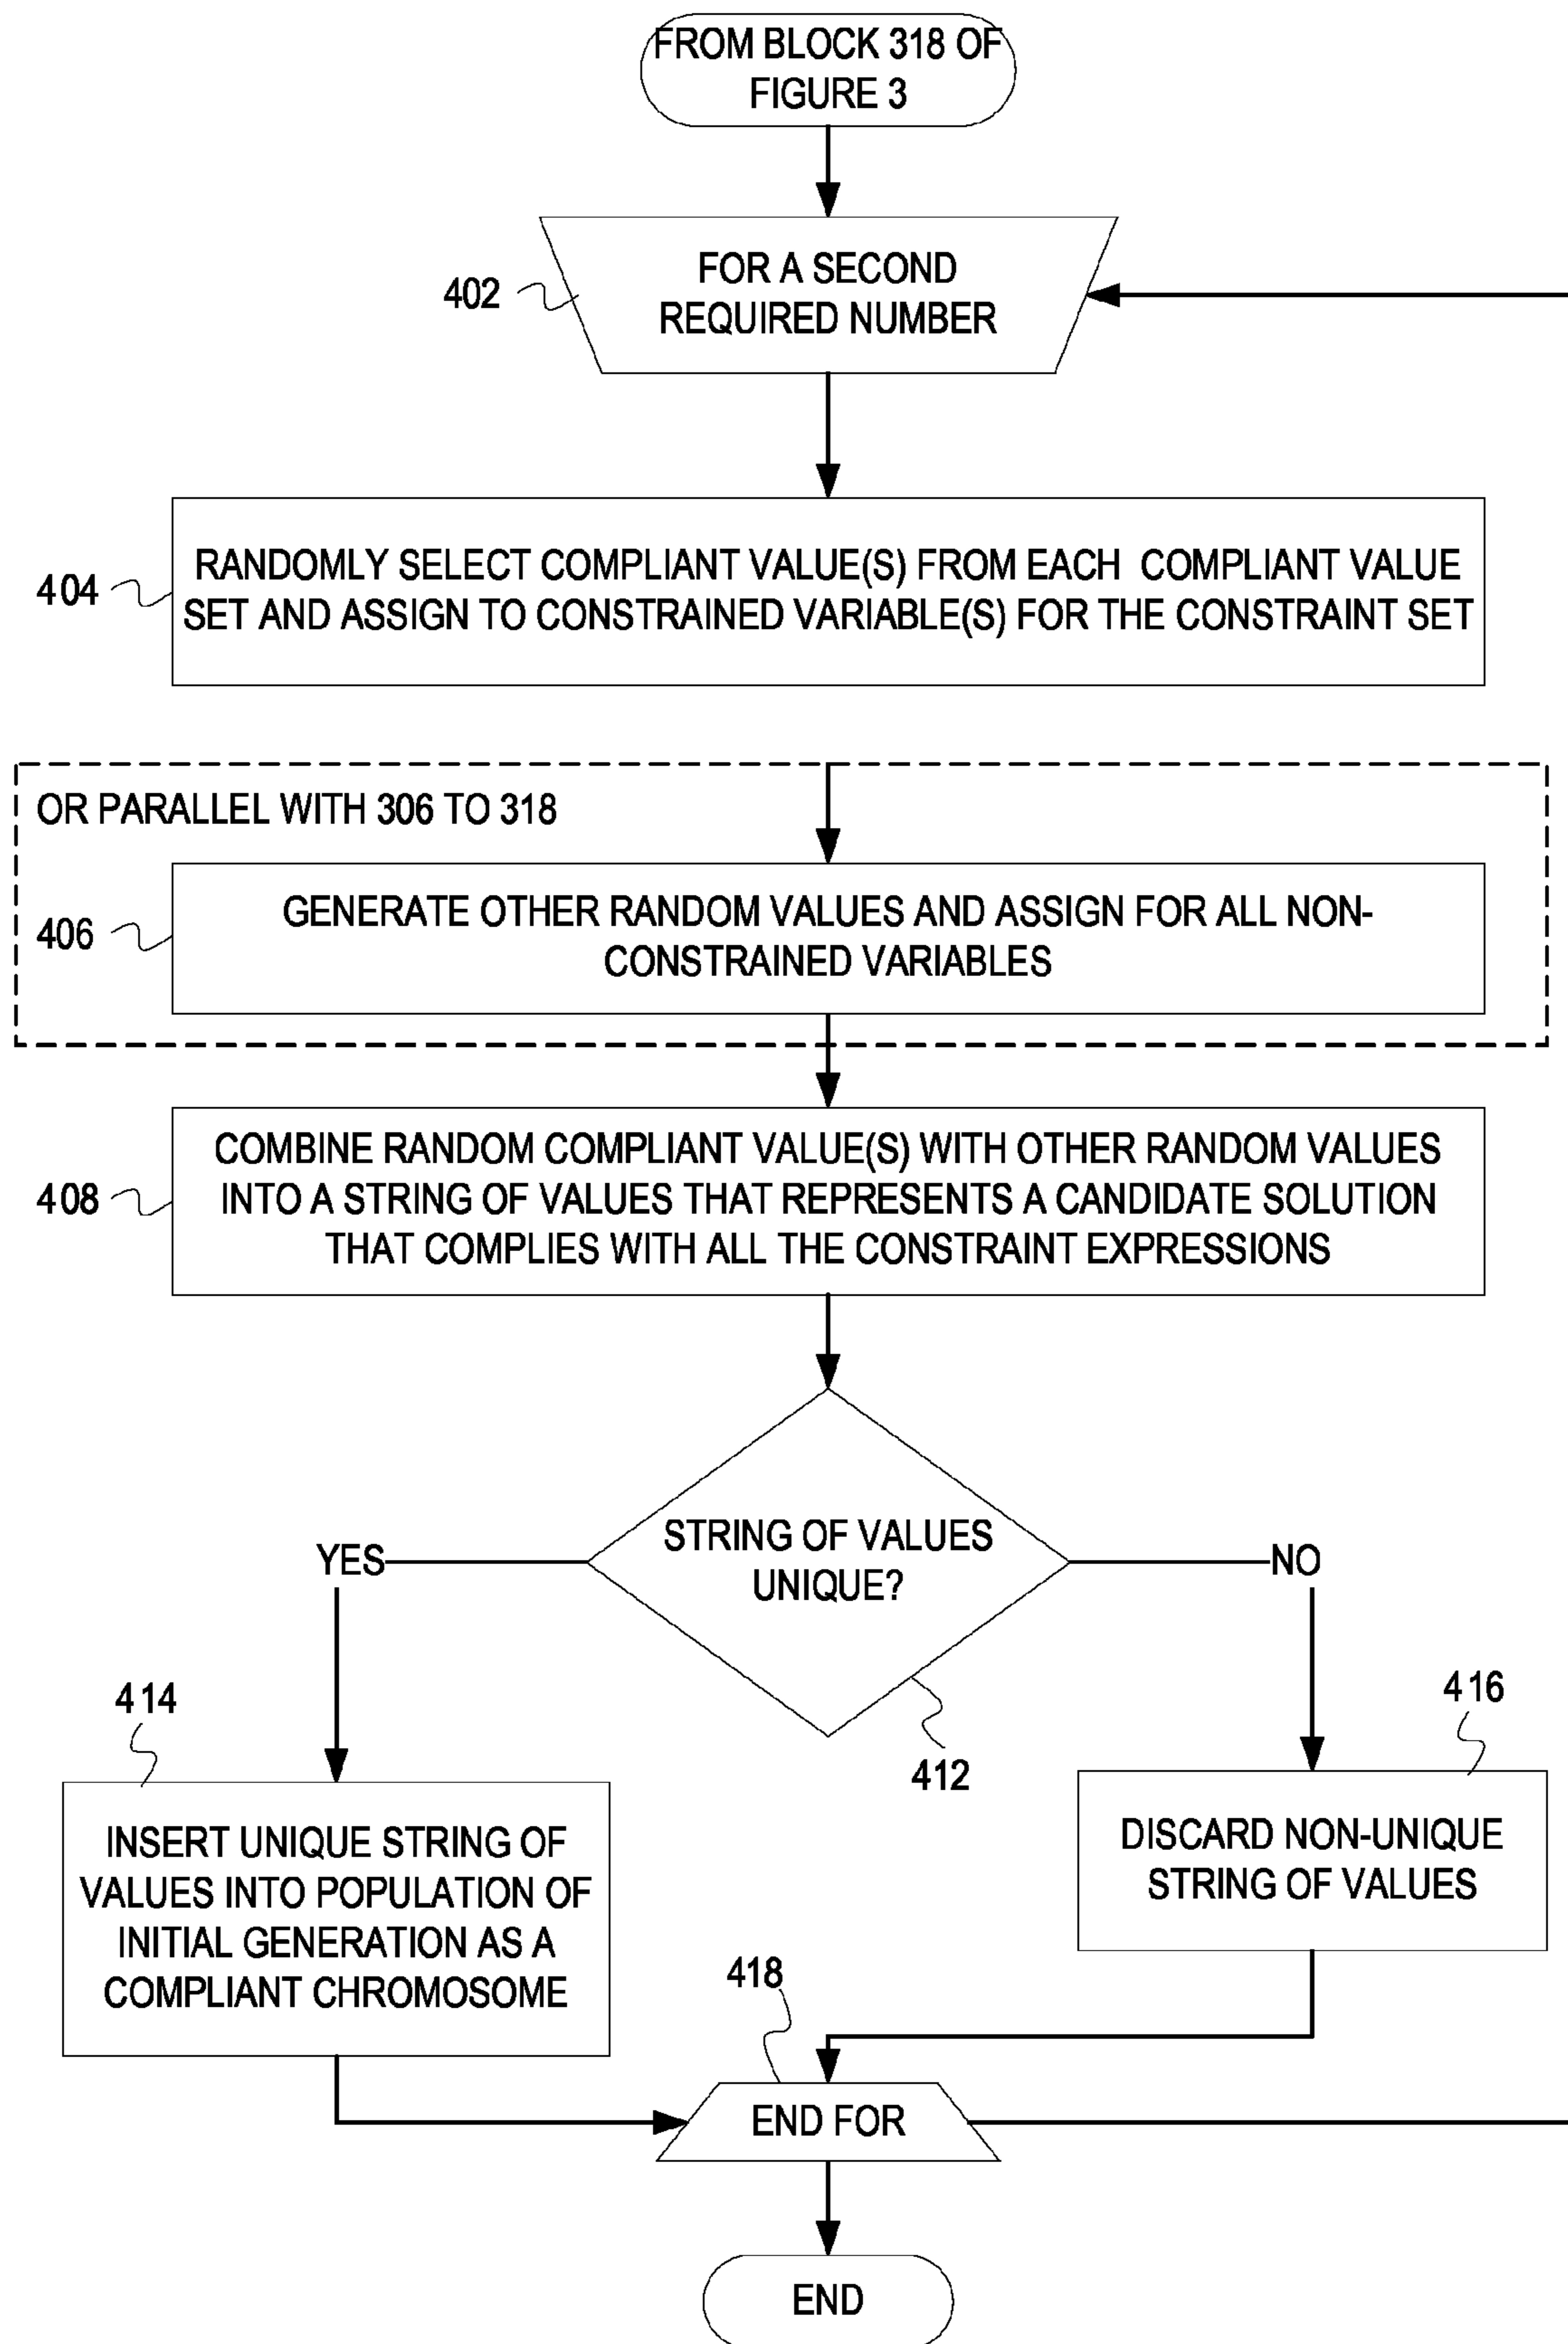 FROM BLOCK 318 OF
FIGURE 3
402
FOR A SECOND
REQUIRED NUMBER
404
RANDOMLY SELECT COMPLIANT VALUE(S) FROM EACH COMPLIANT VALUE
SET AND ASSIGN TO CONSTRAINED VARIABLE(S) FOR THE CONSTRAINT SET
OR PARALLEL WITH 306 TO 318
406
GENERATE OTHER RANDOM VALUES AND ASSIGN FOR ALL NON-
CONSTRAINED VARIABLES
408
COMBINE RANDOM COMPLIANT VALUE(S) WITH OTHER RANDOM VALUES
INTO A STRING OF VALUES THAT REPRESENTS A CANDIDATE SOLUTION
THAT COMPLIES WITH ALL THE CONSTRAINT EXPRESSIONS
STRING OF VALUES
UNIQUE?
YES
NO
412
414
INSERT UNIQUE STRING OF
VALUES INTO POPULATION OF
INITIAL GENERATION AS A
COMPLIANT CHROMOSOME
416
DISCARD NON-UNIQUE
STRING OF VALUES
418
END FOR
END